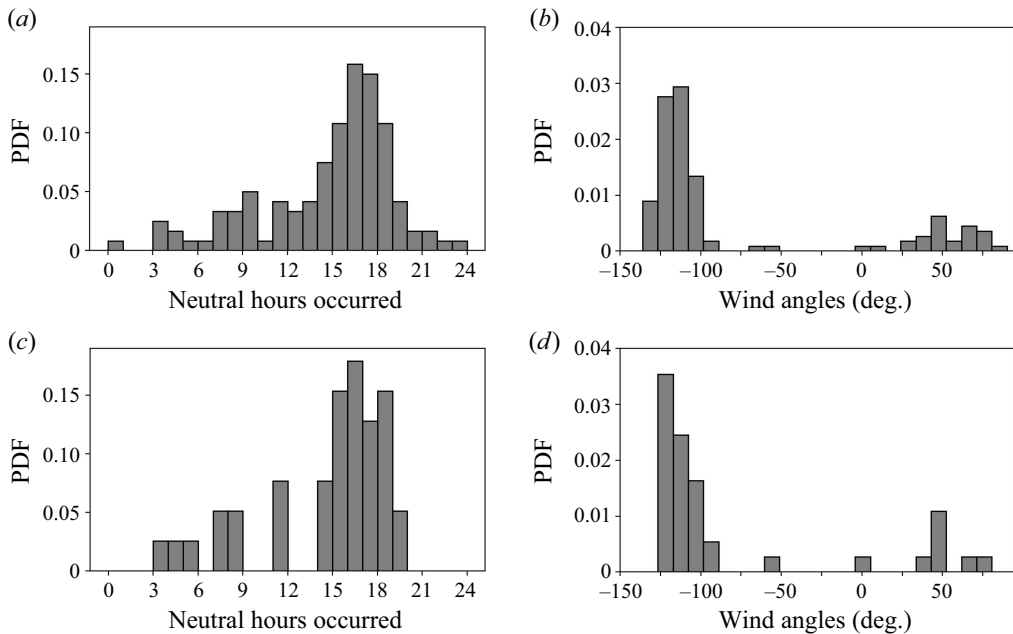 (a)
PDF
0.15
0.10
0.05
0
0 3 6 9 12 15 18 21 24
Neutral hours occurred
(b)
PDF
0.04
0.03
0.02
0.01
0
–150 –100 –50 0 50
Wind angles (deg.)
(c)
PDF
0.15
0.10
0.05
0
0 3 6 9 12 15 18 21 24
Neutral hours occurred
(d)
PDF
0.04
0.03
0.02
0.01
0
–150 –100 –50 0 50
Wind angles (deg.)